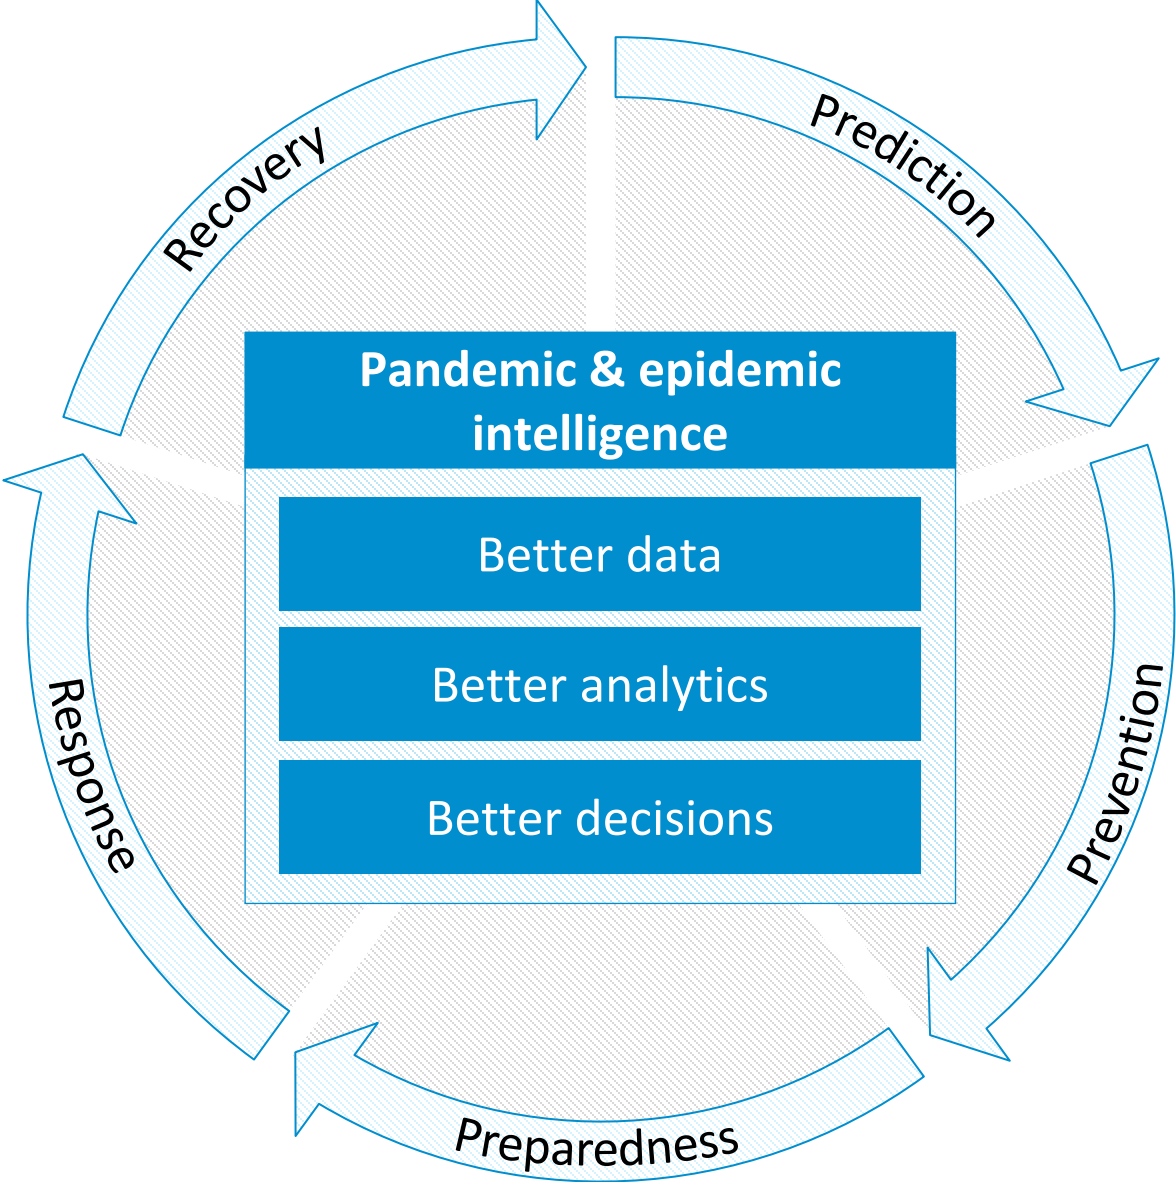 Prediction
Recovery
Pandemic & epidemic
intelligence
Better data
Better analytics
Better decisions
Prevention
Response
Preparedness